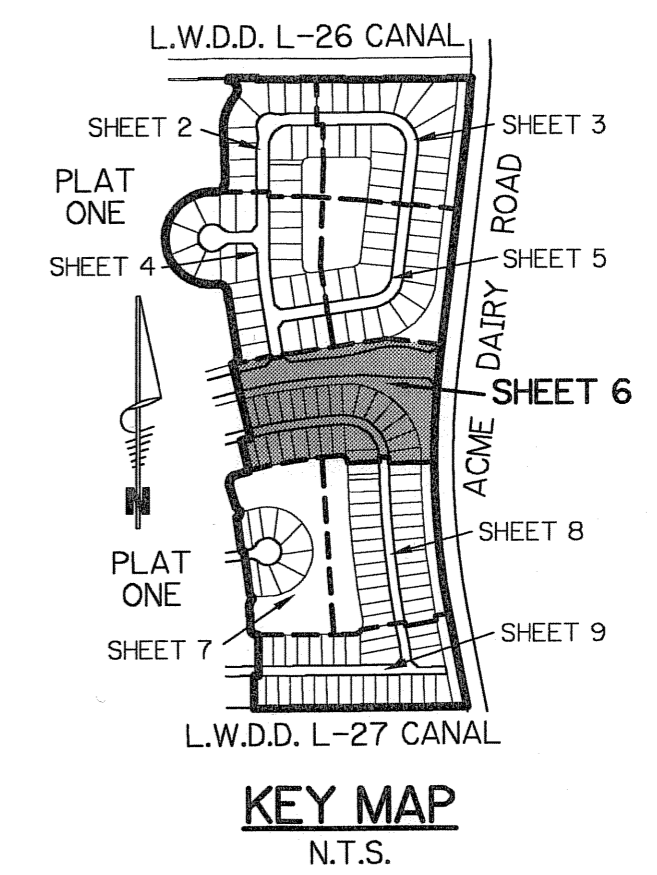 L.W.D.D. L-26 CANAL
SHEET 2
SHEET 3
PLAT
ONE
ACME DAIRY ROAD
SHEET 4
SHEET 5
SHEET 6
N
SHEET 8
PLAT
ONE
SHEET 7
SHEET 9
L.W.D.D. L-27 CANAL
KEY MAP
N.T.S.